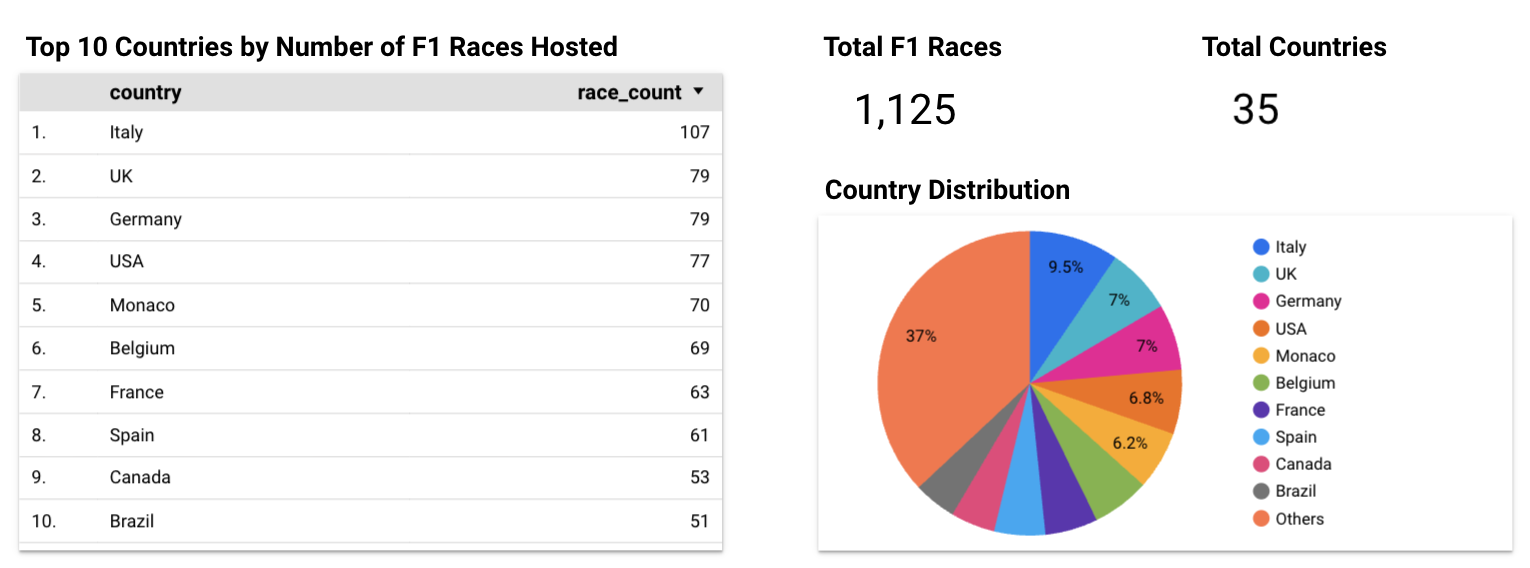 Top 10 Countries by Number of F1 Races Hosted
country race_count
1. Italy 107
2. UK 79
3. Germany 79
4. USA 77
5. Monaco 70
6. Belgium 69
7. France 63
8. Spain 61
9. Canada 53
10. Brazil 51
Total F1 Races
1,125
Total Countries
35
Country Distribution
9.5%
7%
7%
6.8%
6.2%
37%
Italy
UK
Germany
USA
Monaco
Belgium
France
Spain
Canada
Brazil
Others